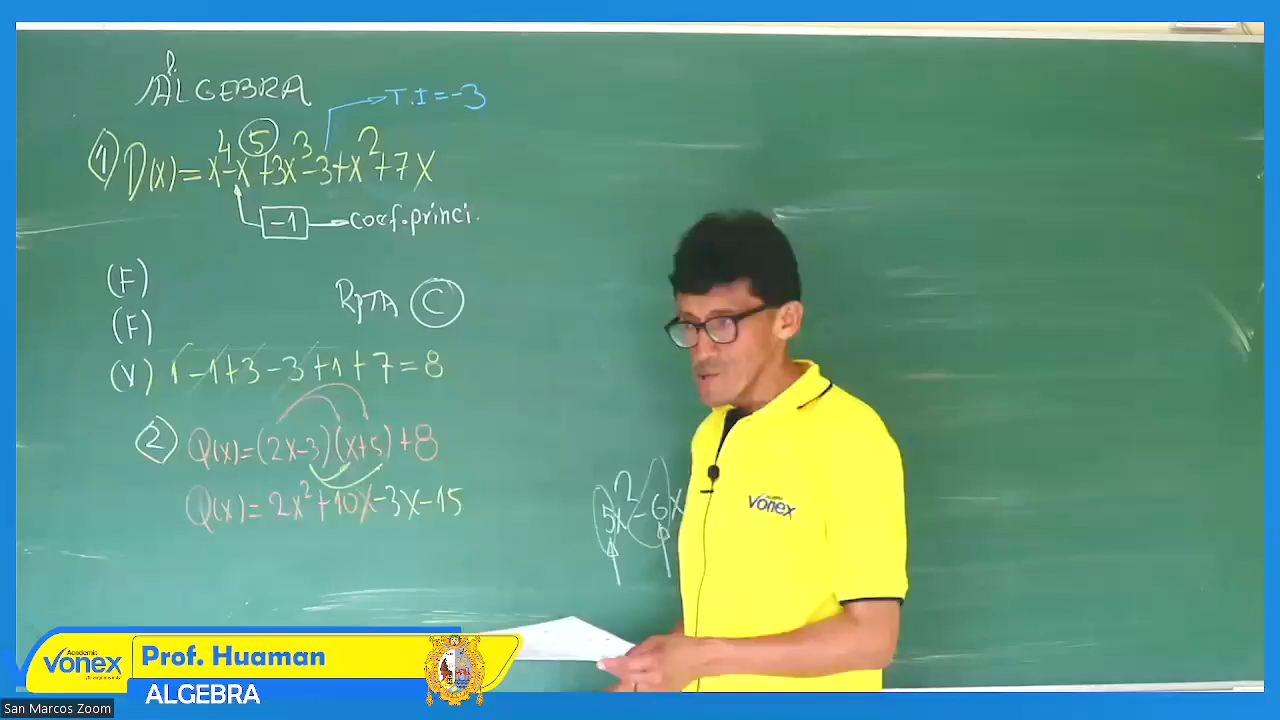 ÁLGEBRA
T.I = -3
① P(x) = x⁴ - x⁵ + 3x³ - 3 + x² + 7x
-1 → coef. princi.
(F)
RPTA C
(F)
(V) 1 - 1 + 3 - 3 + 1 + 7 = 8
② Q(x) = (2x-3)(x+5) + 8
Q(x) = 2x² + 10x - 3x - 15
5x² - 6x
vonex
Academia
vonex
Prof. Huaman
ALGEBRA
San Marcos Zoom